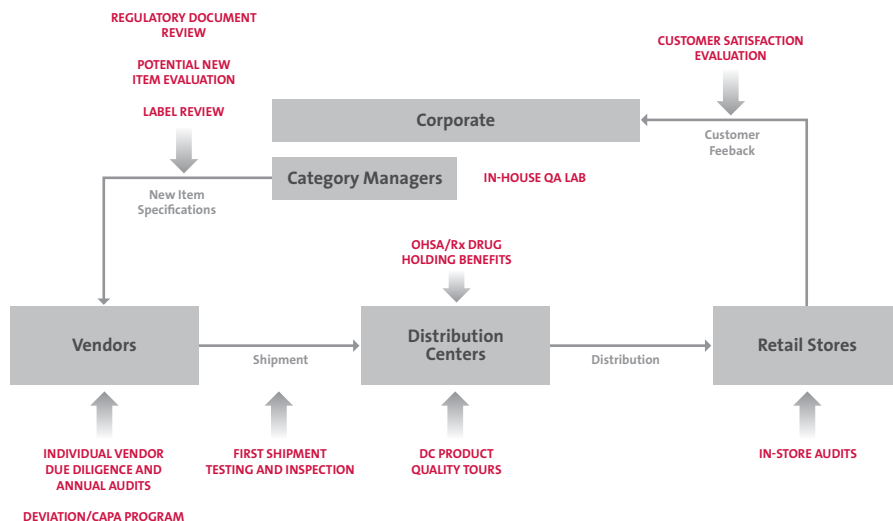 REGULATORY DOCUMENT
REVIEW
POTENTIAL NEW
ITEM EVALUATION
LABEL REVIEW
CUSTOMER SATISFACTION
EVALUATION
Corporate
Customer
Feeback
Category Managers
IN-HOUSE QA LAB
New Item
Specifications
OHSA/Rx DRUG
HOLDING BENEFITS
Vendors
Shipment
Distribution
Centers
Distribution
Retail Stores
INDIVIDUAL VENDOR
DUE DILIGENCE AND
ANNUAL AUDITS
DEVIATION/CAPA PROGRAM
FIRST SHIPMENT
TESTING AND INSPECTION
DC PRODUCT
QUALITY TOURS
IN-STORE AUDITS